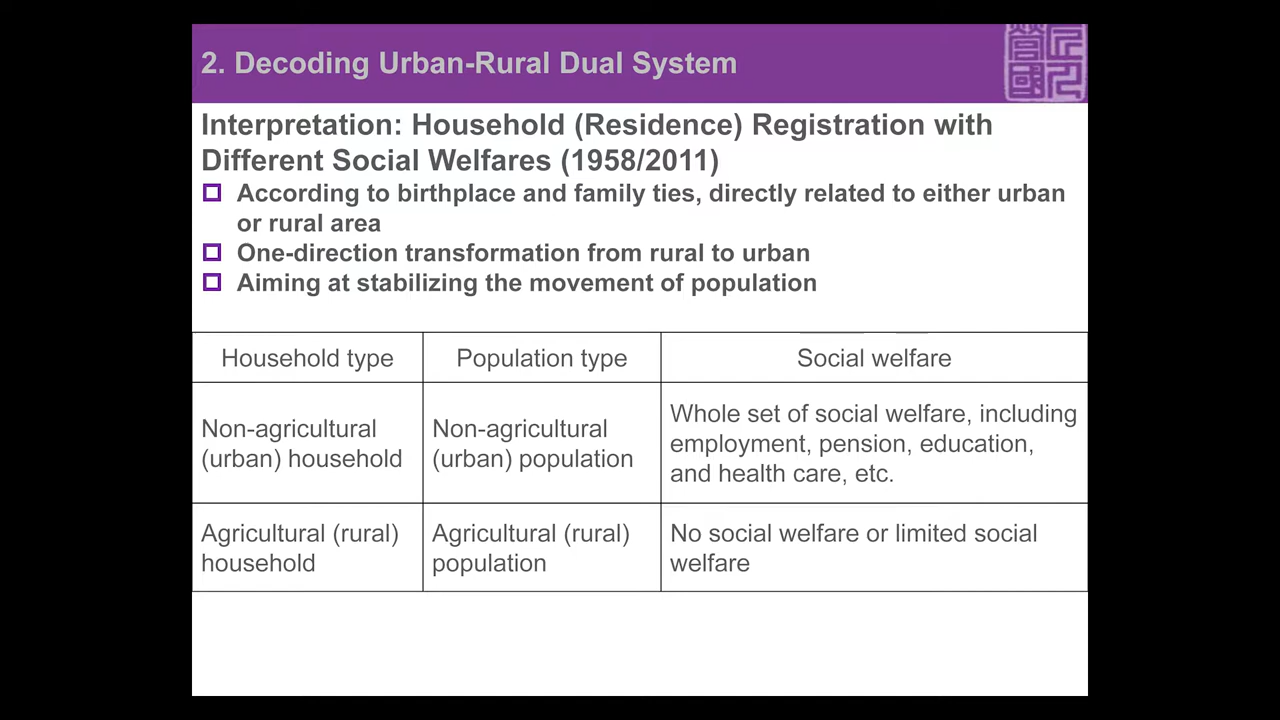 2. Decoding Urban-Rural Dual System
Interpretation: Household (Residence) Registration with
Different Social Welfares (1958/2011)
According to birthplace and family ties, directly related to either urban
or rural area
One-direction transformation from rural to urban
Aiming at stabilizing the movement of population
Household type
Population type
Social welfare
Non-agricultural
(urban) household
Non-agricultural
(urban) population
Whole set of social welfare, including
employment, pension, education,
and health care, etc.
Agricultural (rural)
household
Agricultural (rural)
population
No social welfare or limited social
welfare